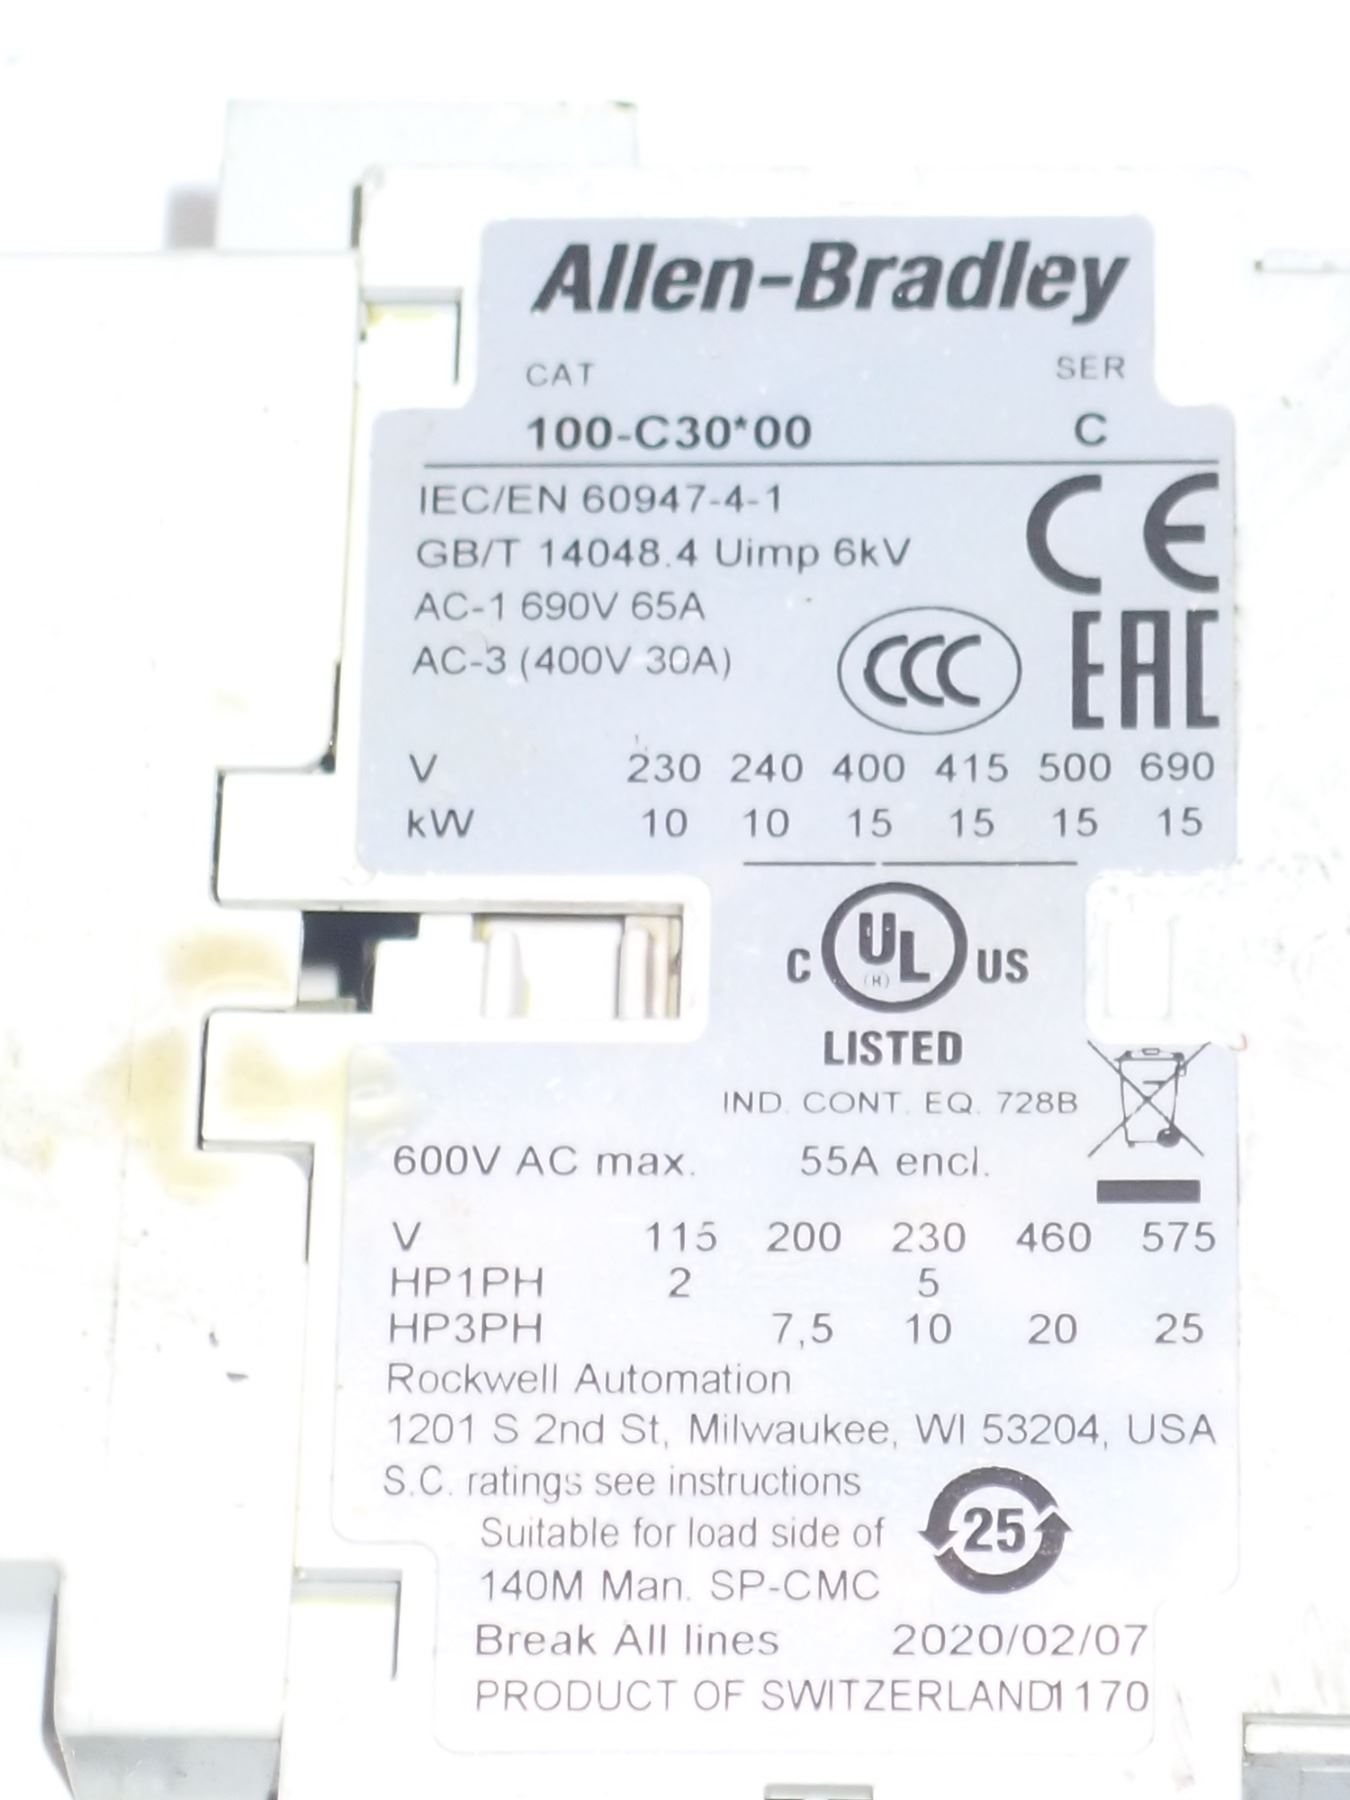 Allen-Bradley
CAT SER
100-C30*00 C
IEC/EN 60947-4-1
GB/T 14048.4 Uimp 6kV
AC-1 690V 65A
AC-3 (400V 30A)
CE
CCC
EAC
V 230 240 400 415 500 690
kW 10 10 15 15 15 15
C UL US
(R)
LISTED
IND. CONT. EQ. 728B
600V AC max. 55A encl.
V 115 200 230 460 575
HP1PH 2 5
HP3PH 7,5 10 20 25
Rockwell Automation
1201 S 2nd St, Milwaukee, WI 53204, USA
S.C. ratings see instructions
Suitable for load side of
25
140M Man. SP-CMC
Break All lines 2020/02/07
PRODUCT OF SWITZERLAND1170